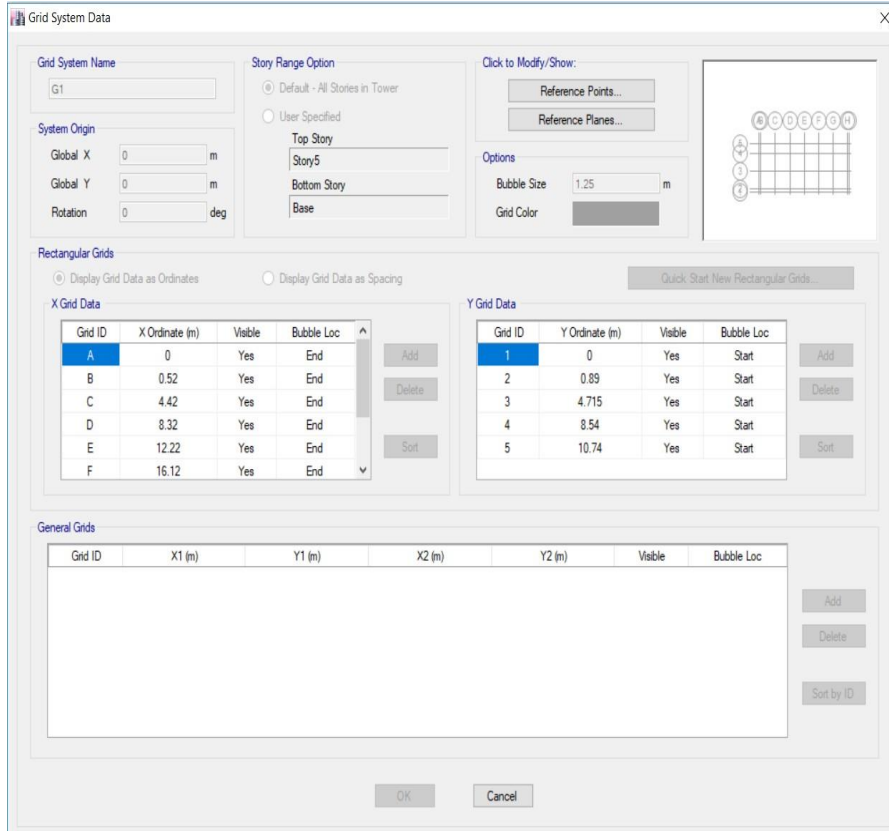 Grid System Data X
Grid System Name
G1
System Origin
Global X 0 m
Global Y 0 m
Rotation 0 deg
Story Range Option
Default - All Stories in Tower
User Specified
Top Story
Story5
Bottom Story
Base
Click to Modify/Show:
Reference Points...
Reference Planes...
Options
Bubble Size 1.25 m
Grid Color
C D E F G H
3
Rectangular Grids
Display Grid Data as Ordinates Display Grid Data as Spacing Quick Start New Rectangular Grids...
X Grid Data
Grid ID X Ordinate (m) Visible Bubble Loc
A 0 Yes End
B 0.52 Yes End
C 4.42 Yes End
D 8.32 Yes End
E 12.22 Yes End
F 16.12 Yes End
Add
Delete
Sort
Y Grid Data
Grid ID Y Ordinate (m) Visible Bubble Loc
1 0 Yes Start
2 0.89 Yes Start
3 4.715 Yes Start
4 8.54 Yes Start
5 10.74 Yes Start
Add
Delete
Sort
General Grids
Grid ID X1 (m) Y1 (m) X2 (m) Y2 (m) Visible Bubble Loc
Add
Delete
Sort by ID
OK Cancel